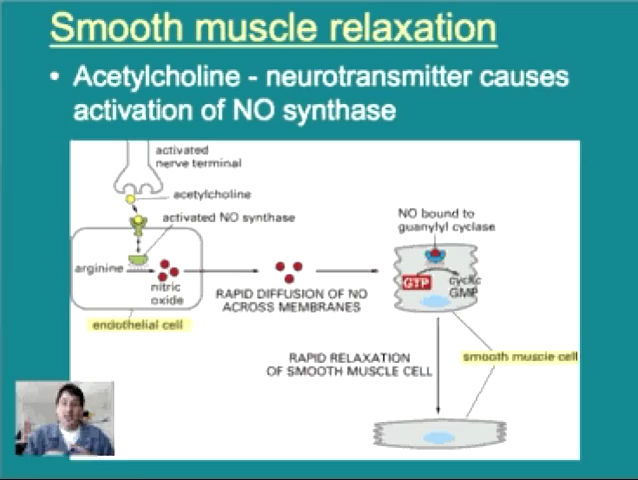 Smooth muscle relaxation
• Acetylcholine - neurotransmitter causes
activation of NO synthase
activated
nerve terminal
acetylcholine
activated NO synthase
NO bound to
guanylyl cyclase
arginine
nitric
oxide
GTP
cyclic
GMP
RAPID DIFFUSION OF NO
ACROSS MEMBRANES
endothelial cell
RAPID RELAXATION
OF SMOOTH MUSCLE CELL
smooth muscle cell